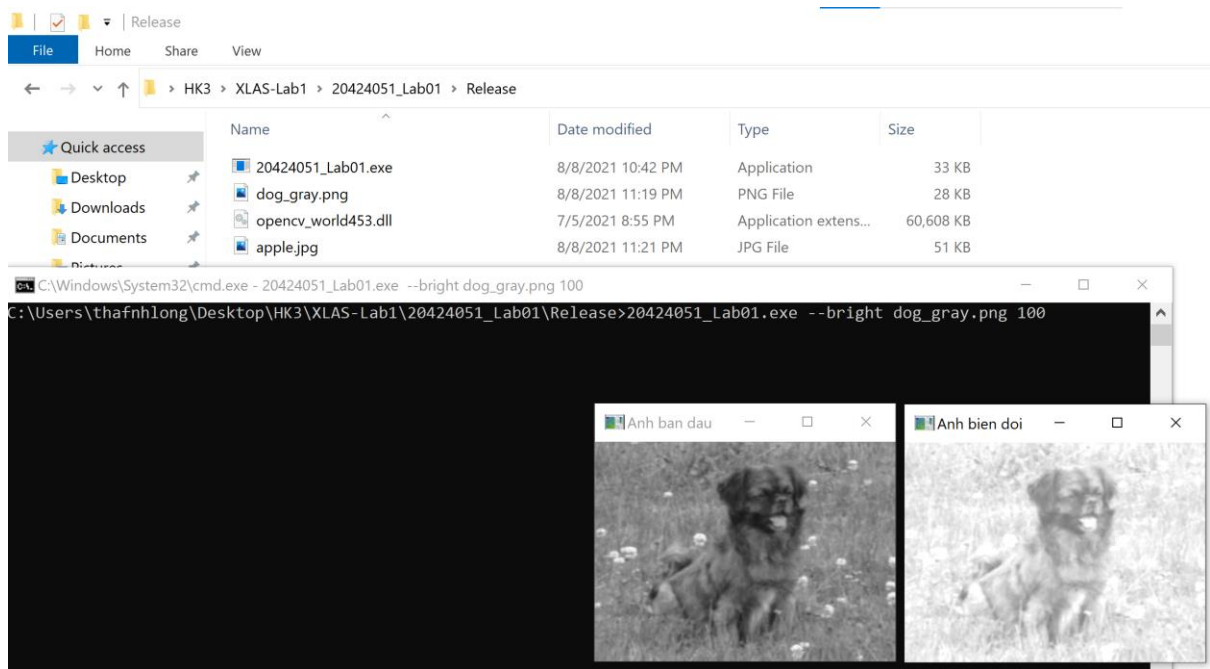 Release
File Home Share View
HK3 > XLAS-Lab1 > 20424051_Lab01 > Release
Name Date modified Type Size
Quick access
Desktop
Downloads
Documents
Pictures
20424051_Lab01.exe 8/8/2021 10:42 PM Application 33 KB
dog_gray.png 8/8/2021 11:19 PM PNG File 28 KB
opencv_world453.dll 7/5/2021 8:55 PM Application extens... 60,608 KB
apple.jpg 8/8/2021 11:21 PM JPG File 51 KB
C:\Windows\System32\cmd.exe - 20424051_Lab01.exe --bright dog_gray.png 100
C:\Users\thafnhlong\Desktop\HK3\XLAS-Lab1\20424051_Lab01\Release>20424051_Lab01.exe --bright dog_gray.png 100
Anh ban dau
Anh bien doi